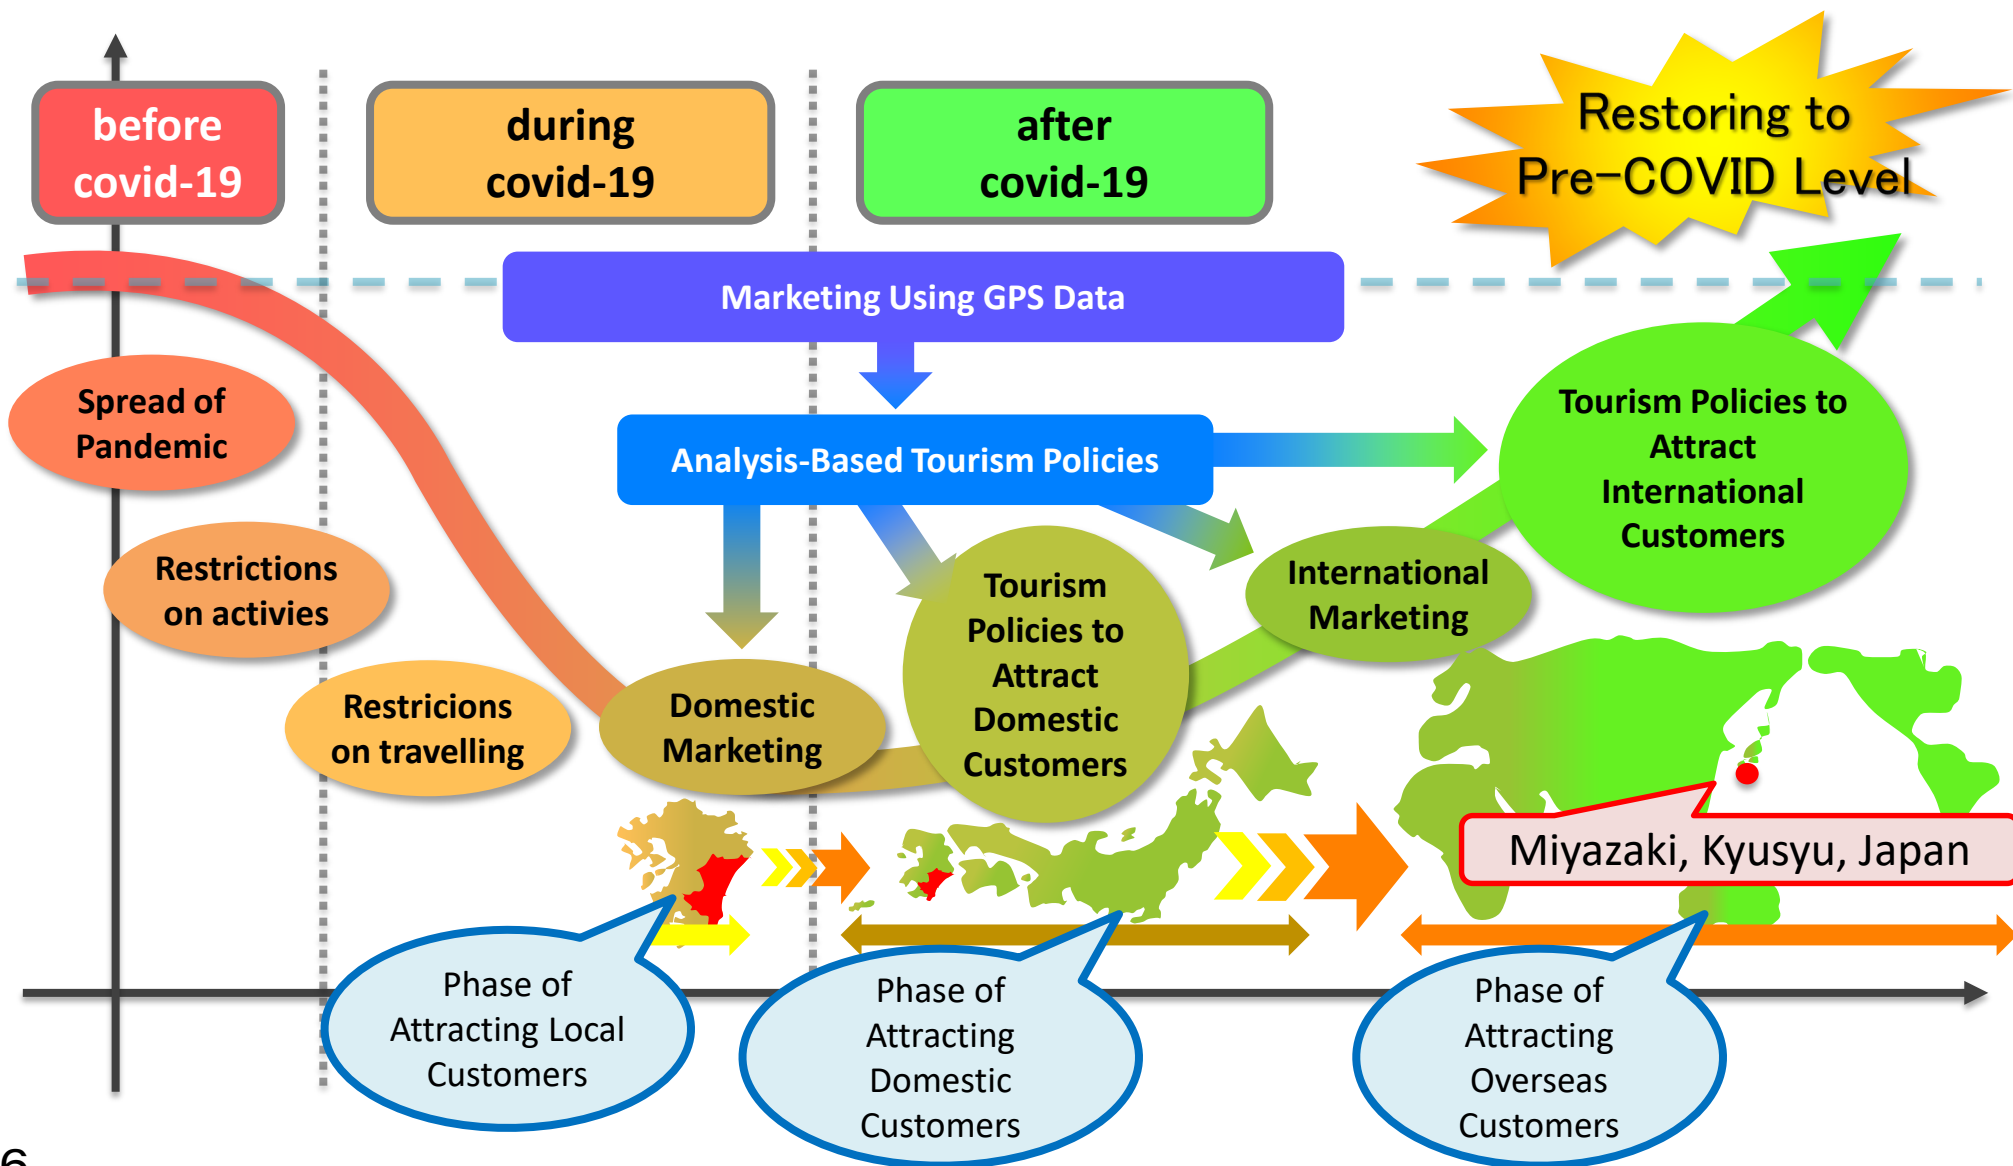 before
covid-19
during
covid-19
after
covid-19
Restoring to
Pre-COVID Level
Marketing Using GPS Data
Spread of
Pandemic
Analysis-Based Tourism Policies
Tourism Policies to
Attract
International
Customers
Restrictions
on activies
Tourism
Policies to
Attract
Domestic
Customers
International
Marketing
Restricions
on travelling
Domestic
Marketing
Miyazaki, Kyusyu, Japan
Phase of
Attracting Local
Customers
Phase of
Attracting
Domestic
Customers
Phase of
Attracting
Overseas
Customers
6